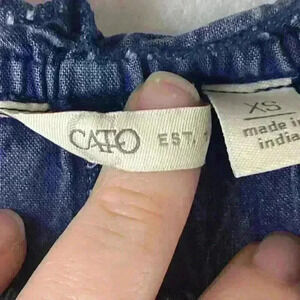 CATO EST.
XS
made in
india